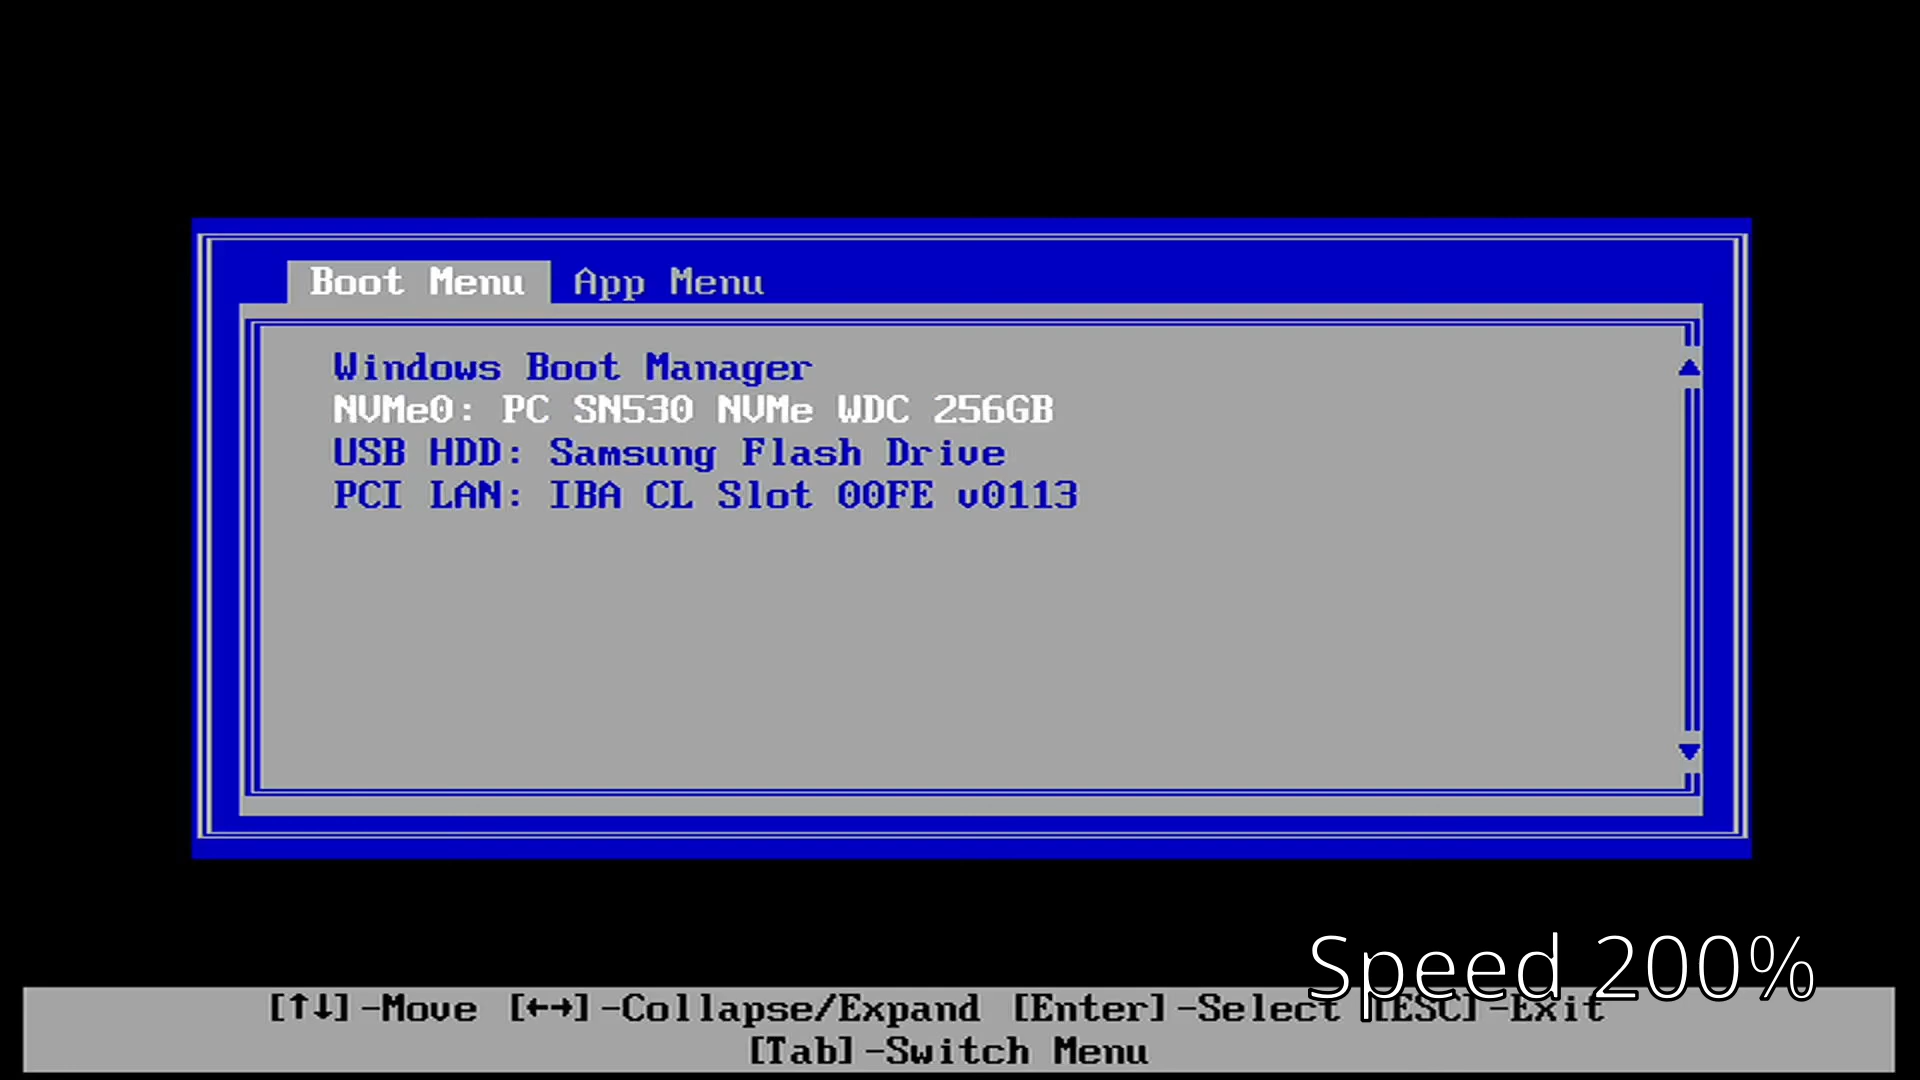 Boot Menu App Menu
Windows Boot Manager
NVMe0: PC SN530 NVMe WDC 256GB
USB HDD: Samsung Flash Drive
PCI LAN: IBA CL Slot 00FE v0113
Speed 200%
[↑↓]-Move [←→]-Collapse/Expand [Enter]-Select [ESC]-Exit
[Tab]-Switch Menu